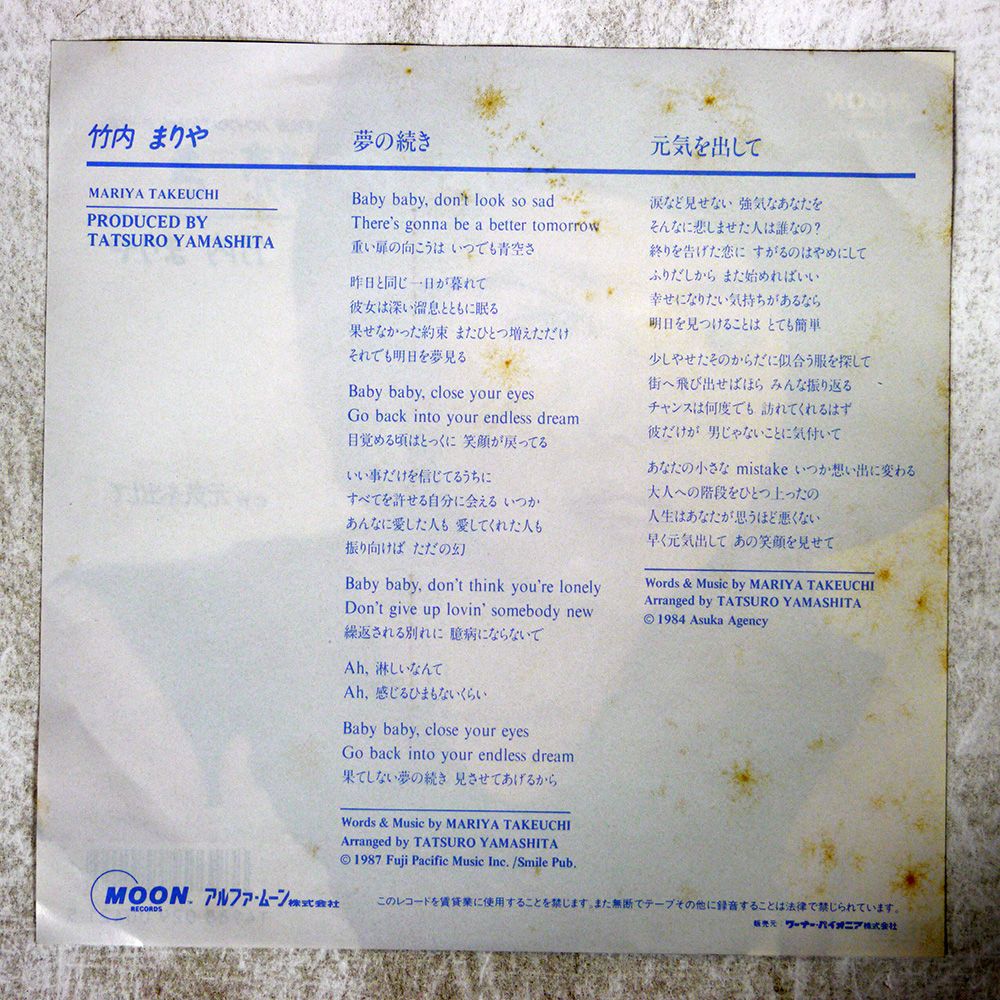 竹内 まりや
MARIYA TAKEUCHI
PRODUCED BY
TATSURO YAMASHITA
夢の続き
Baby baby, don't look so sad
There's gonna be a better tomorrow
重い扉の向こうは いつでも青空さ
昨日と同じ一日が暮れて
彼女は深い溜息とともに眠る
果せなかった約束 またひとつ増えただけ
それでも明日を夢見る
Baby baby, close your eyes
Go back into your endless dream
目覚める頃はとっくに 笑顔が戻ってる
いい事だけを信じてるうちに
すべてを許せる自分に会える いつか
あんなに愛した人も 愛してくれた人も
振り向けば ただの幻
Baby baby, don't think you're lonely
Don't give up lovin' somebody new
繰返される別れに 臆病にならないで
Ah, 淋しいなんて
Ah, 感じるひまもないくらい
Baby baby, close your eyes
Go back into your endless dream
果てしない夢の続き 見させてあげるから
Words & Music by MARIYA TAKEUCHI
Arranged by TATSURO YAMASHITA
© 1987 Fuji Pacific Music Inc. /Smile Pub.
元気を出して
涙など見せない 強気なあなたを
そんなに悲しませた人は誰なの?
終りを告げた恋に すがるのはやめにして
ふりだしから また始めればいい
幸せになりたい気持ちがあるなら
明日を見つけることは とても簡単
少しやせたそのからだに似合う服を探して
街へ飛び出せばほら みんな振り返る
チャンスは何度でも 訪れてくれるはず
彼だけが 男じゃないことに気付いて
あなたの小さな mistake いつか想い出に変わる
大人への階段をひとつ上ったの
人生はあなたが思うほど悪くない
早く元気出して あの笑顔を見せて
Words & Music by MARIYA TAKEUCHI
Arranged by TATSURO YAMASHITA
© 1984 Asuka Agency
MOON
RECORDS
アルファ・ムーン株式会社
このレコードを賃貸業に使用することを禁じます。また無断でテープその他に録音することは法律で禁じられています。
販売元:ワーナー・パイオニア株式会社